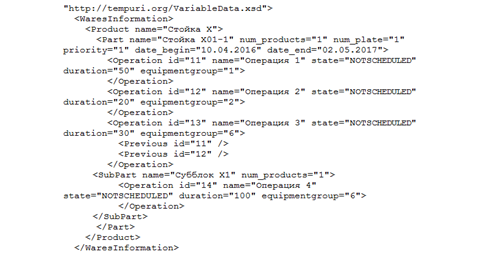 "http://tempuri.org/VariableData.xsd">
<WaresInformation>
<Product name="Стойка X">
<Part name="Стойка X01-1" num_products="1" num_plate="1"
priority="1" date_begin="10.04.2016" date_end="02.05.2017">
<Operation id="11" name="Операция 1" state="NOTSCHEDULED"
duration="50" equipmentgroup="1">
</Operation>
<Operation id="12" name="Операция 2" state="NOTSCHEDULED"
duration="20" equipmentgroup="2">
</Operation>
<Operation id="13" name="Операция 3" state="NOTSCHEDULED"
duration="30" equipmentgroup="6">
<Previous id="11" />
<Previous id="12" />
</Operation>
<SubPart name="Субблок X1" num_products="1">
<Operation id="14" name="Операция 4"
state="NOTSCHEDULED" duration="100" equipmentgroup="6">
</Operation>
</SubPart>
</Part>
</Product>
</WaresInformation>